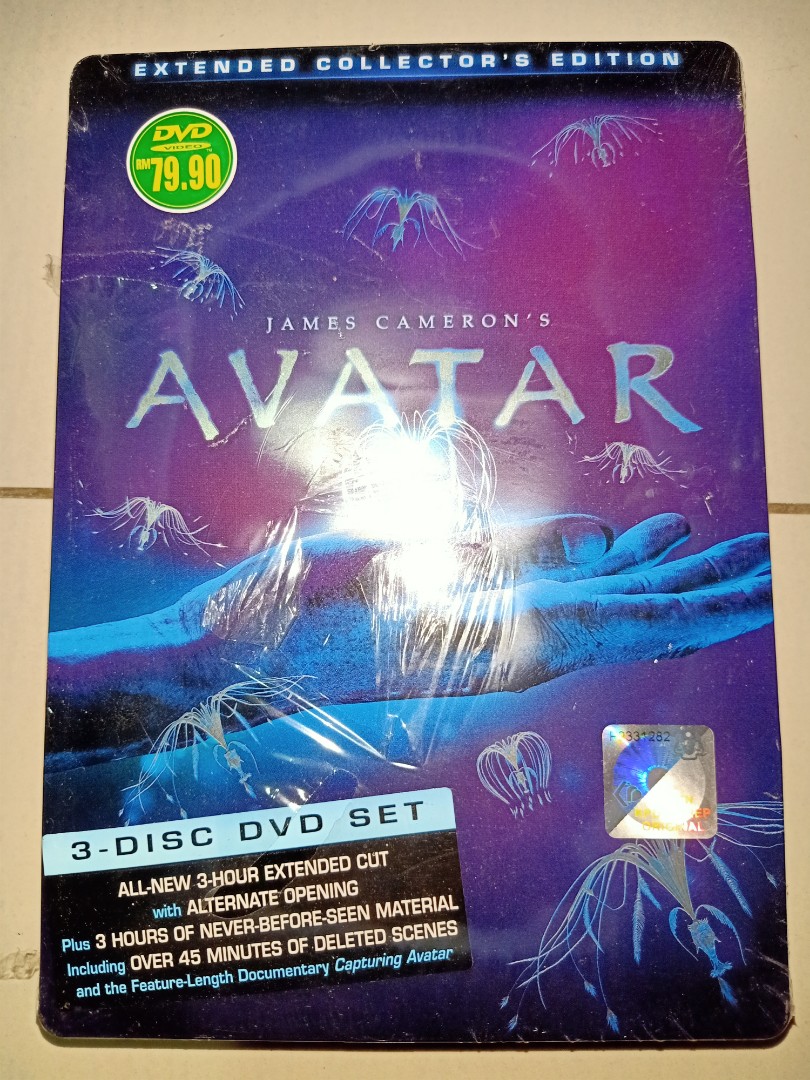 EXTENDED COLLECTOR'S EDITION
DVD
VIDEO
RM79.90
JAMES CAMERON'S
AVATAR
3-DISC DVD SET
ALL-NEW 3-HOUR EXTENDED CUT
with ALTERNATE OPENING
Plus 3 HOURS OF NEVER-BEFORE-SEEN MATERIAL
Including OVER 45 MINUTES OF DELETED SCENES
and the Feature-Length Documentary Capturing Avatar
ORIGINAL